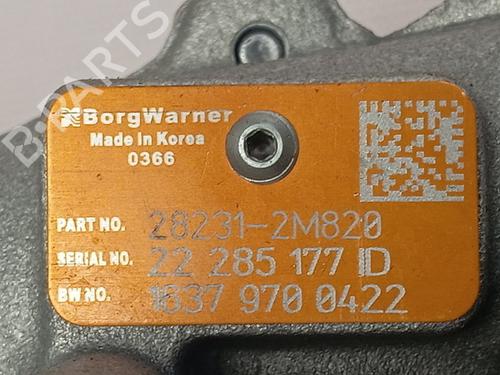 B-PARTS
BorgWarner
Made in Korea
0366
PART NO. 28231-2M820
SERIAL NO. 22 285 177 ID
BW NO. 1637 970 0422